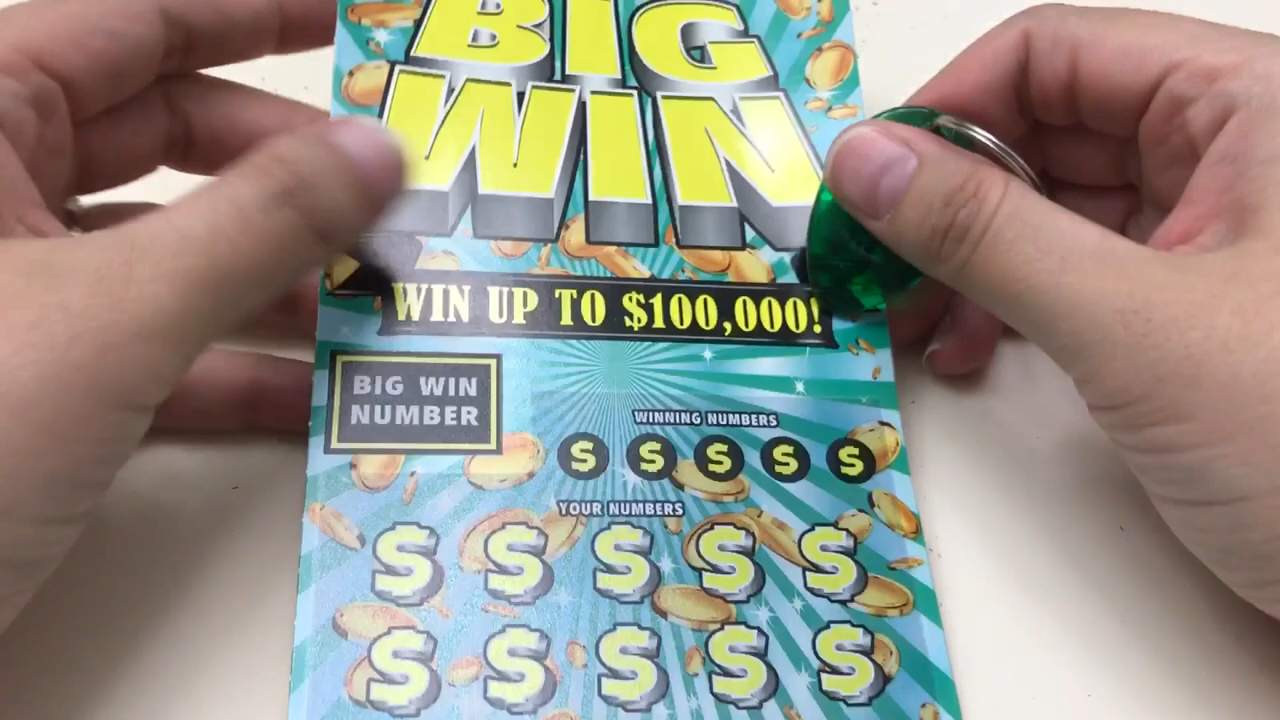 BIG
WIN
WIN UP TO $100,000!
BIG WIN
NUMBER
WINNING NUMBERS
$ $ $ $ $
YOUR NUMBERS
$ $ $ $ $
$ $ $ $ $